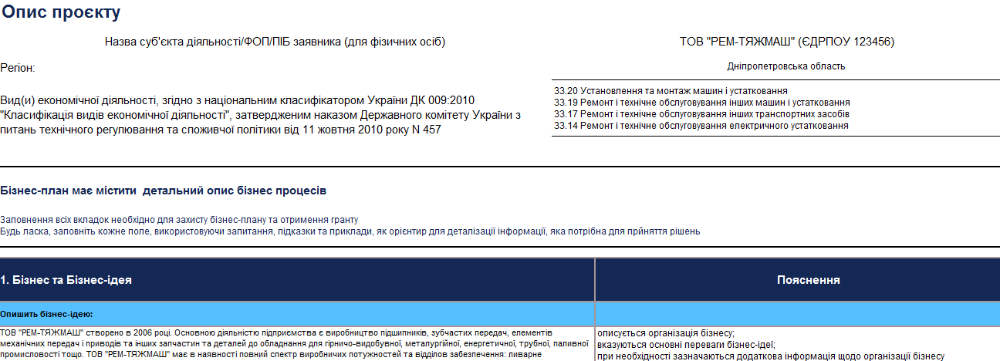 Опис проєкту
Назва суб'єкта діяльності/ФОП/ПІБ заявника (для фізичних осіб)
ТОВ "РЕМ-ТЯЖМАШ" (ЄДРПОУ 123456)
Регіон:
Дніпропетровська область
Вид(и) економічної діяльності, згідно з національним класифікатором України ДК 009:2010
"Класифікація видів економічної діяльності", затвердженим наказом Державного комітету України з
питань технічного регулювання та споживчої політики від 11 жовтня 2010 року N 457
33.20 Установлення та монтаж машин і устатковання
33.19 Ремонт і технічне обслуговування інших машин і устатковання
33.17 Ремонт і технічне обслуговування інших транспортних засобів
33.14 Ремонт і технічне обслуговування електричного устатковання
Бізнес-план має містити детальний опис бізнес процесів
Заповнення всіх вкладок необхідно для захисту бізнес-плану та отримення гранту
Будь ласка, заповніть кожне поле, використовуючи запитання, підказки та приклади, як орієнтир для деталізації інформації, яка потрібна для прйняття рішень
1. Бізнес та Бізнес-ідея
Пояснення
Опишить бізнес-ідею:
ТОВ "РЕМ-ТЯЖМАШ" створено в 2006 році. Основною діяльністю підприємства є виробництво підшипників, зубчастих передач, елементів
механічних передач і приводів та інших запчастин та деталей до обладнання для гірничо-видобувної, металургійної, енергетичної, трубної, паливної
промисловості тощо. ТОВ "РЕМ-ТЯЖМАШ" має в наявності повний спектр виробничих потужностей та відділов забезпечення: ливарне
описується організація бізнесу;
вказуються основні переваги бізнес-ідеї;
при необхідності зазначаються додаткова інформація щодо організації бізнесу